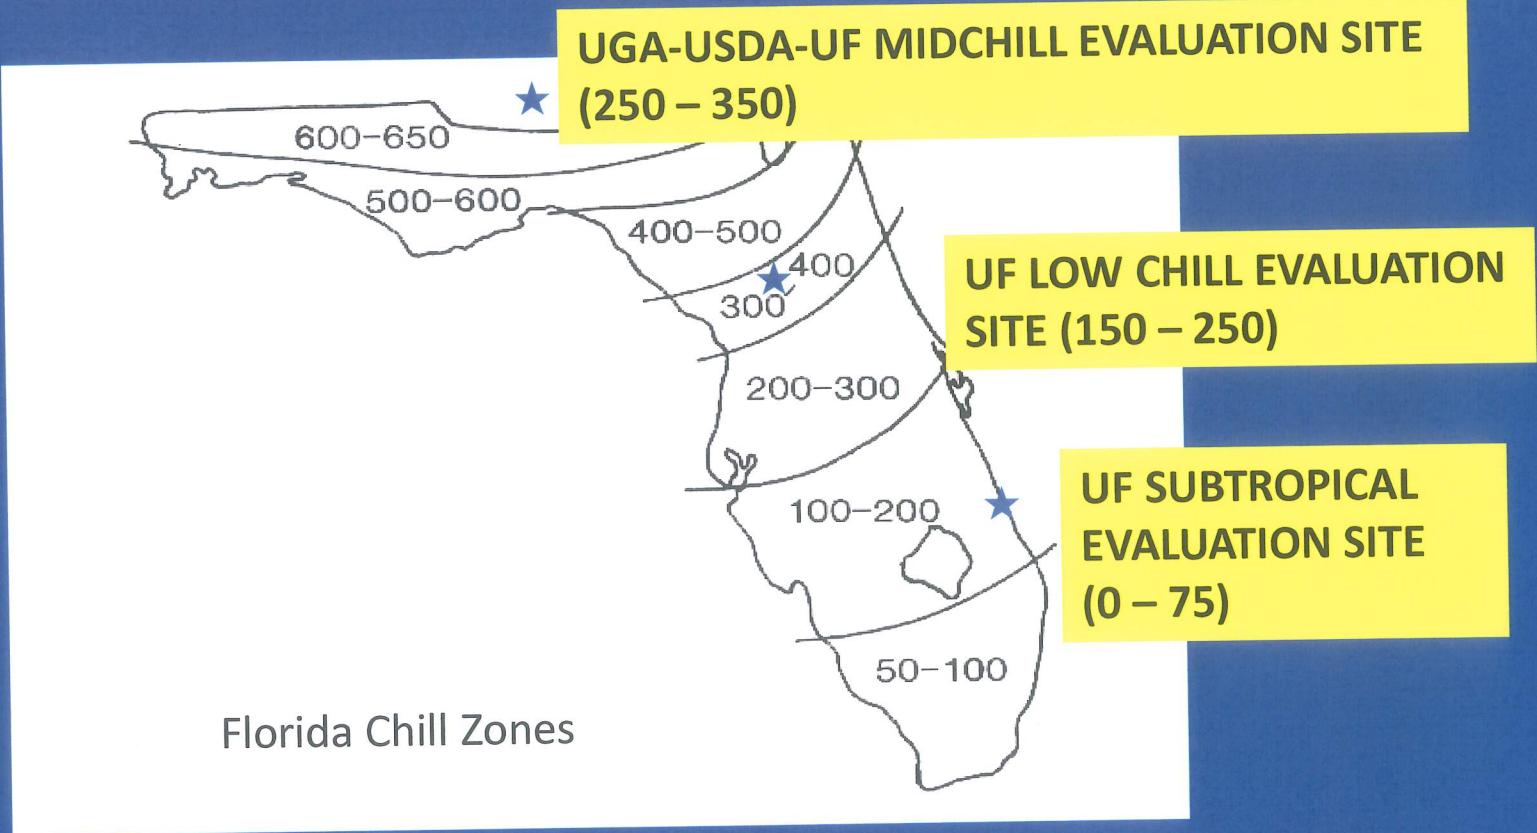 UGA-USDA-UF MIDCHILL EVALUATION SITE
(250 – 350)
600–650
500–600
400–500
400
300
UF LOW CHILL EVALUATION
SITE (150 – 250)
200–300
100–200
UF SUBTROPICAL
EVALUATION SITE
(0 – 75)
50–100
Florida Chill Zones